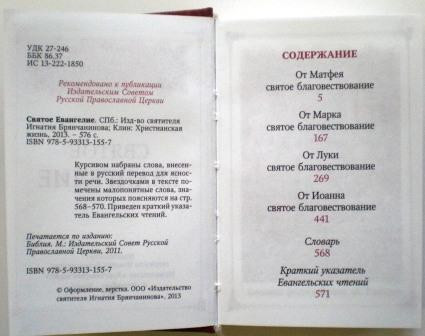 УДК 27-246
ББК 86.37
ИС 13-222-1850
Рекомендовано к публикации
Издательским Советом
Русской Православной Церкви
Святое Евангелие. СПб.: Изд-во святителя
Игнатия Брянчанинова; Клин: Христианская
жизнь, 2013. – 576 с.
ISBN 978-5-93313-155-7
Курсивом набраны слова, внесен-
ные в русский перевод для яс-
ности речи. Звездочками в тексте по-
мечены малопонятные слова, зна-
чения которых поясняются на стр.
568–570. Приведен краткий указа-
тель Евангельских чтений.
Печатается по изданию:
Библия. М.: Издательский Совет Русской
Православной Церкви, 2011.
ISBN 978-5-93313-155-7
© Оформление, верстка. ООО «Издательство
святителя Игнатия Брянчанинова», 2013
СОДЕРЖАНИЕ
От Матфея
святое благовествование
5
От Марка
святое благовествование
167
От Луки
святое благовествование
269
От Иоанна
святое благовествование
441
Словарь
568
Краткий указатель
Евангельских чтений
571